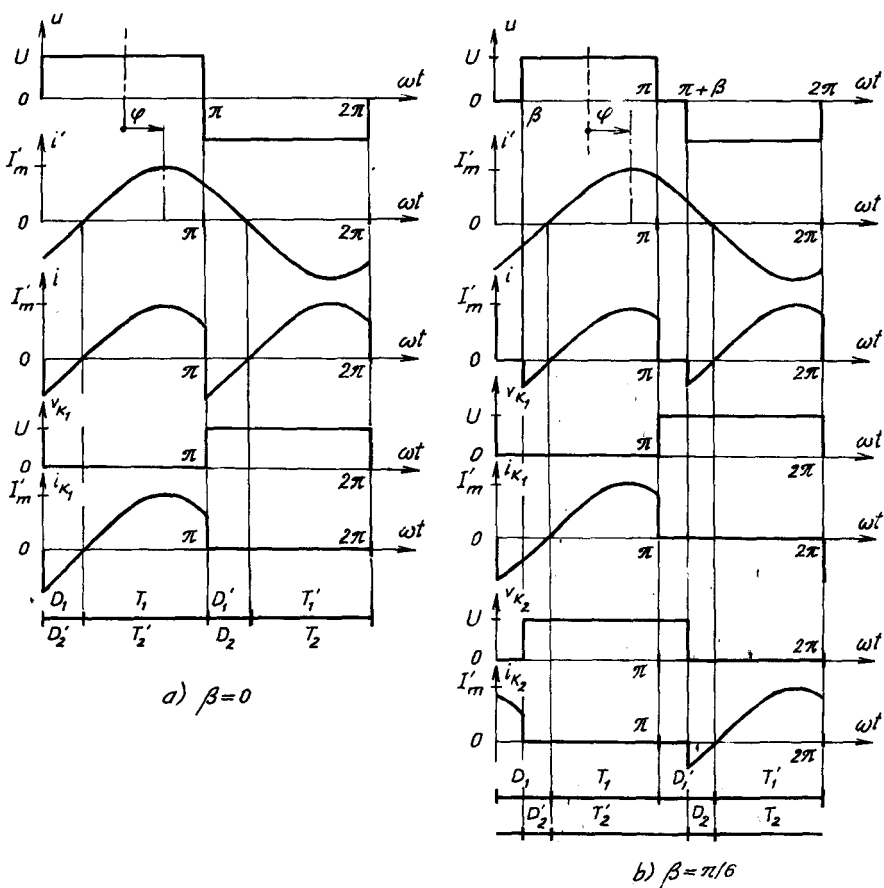 u
U
0
π
2π
ωt
φ
i'
I'm
0
π
2π
ωt
i
I'm
0
π
2π
ωt
vK1
U
0
π
2π
ωt
iK1
I'm
0
π
2π
ωt
D1 T1 D1' T1'
D2' T2' D2 T2
a) β=0
u
U
0
β
π
π+β
2π
ωt
φ
i'
I'm
0
π
2π
ωt
i
I'm
0
π
2π
ωt
vK1
U
0
π
2π
ωt
iK1
I'm
0
π
2π
ωt
vK2
U
0
π
2π
ωt
iK2
I'm
0
π
2π
ωt
D1 T1 D1' T1'
D2' T2' D2 T2
b) β=π/6